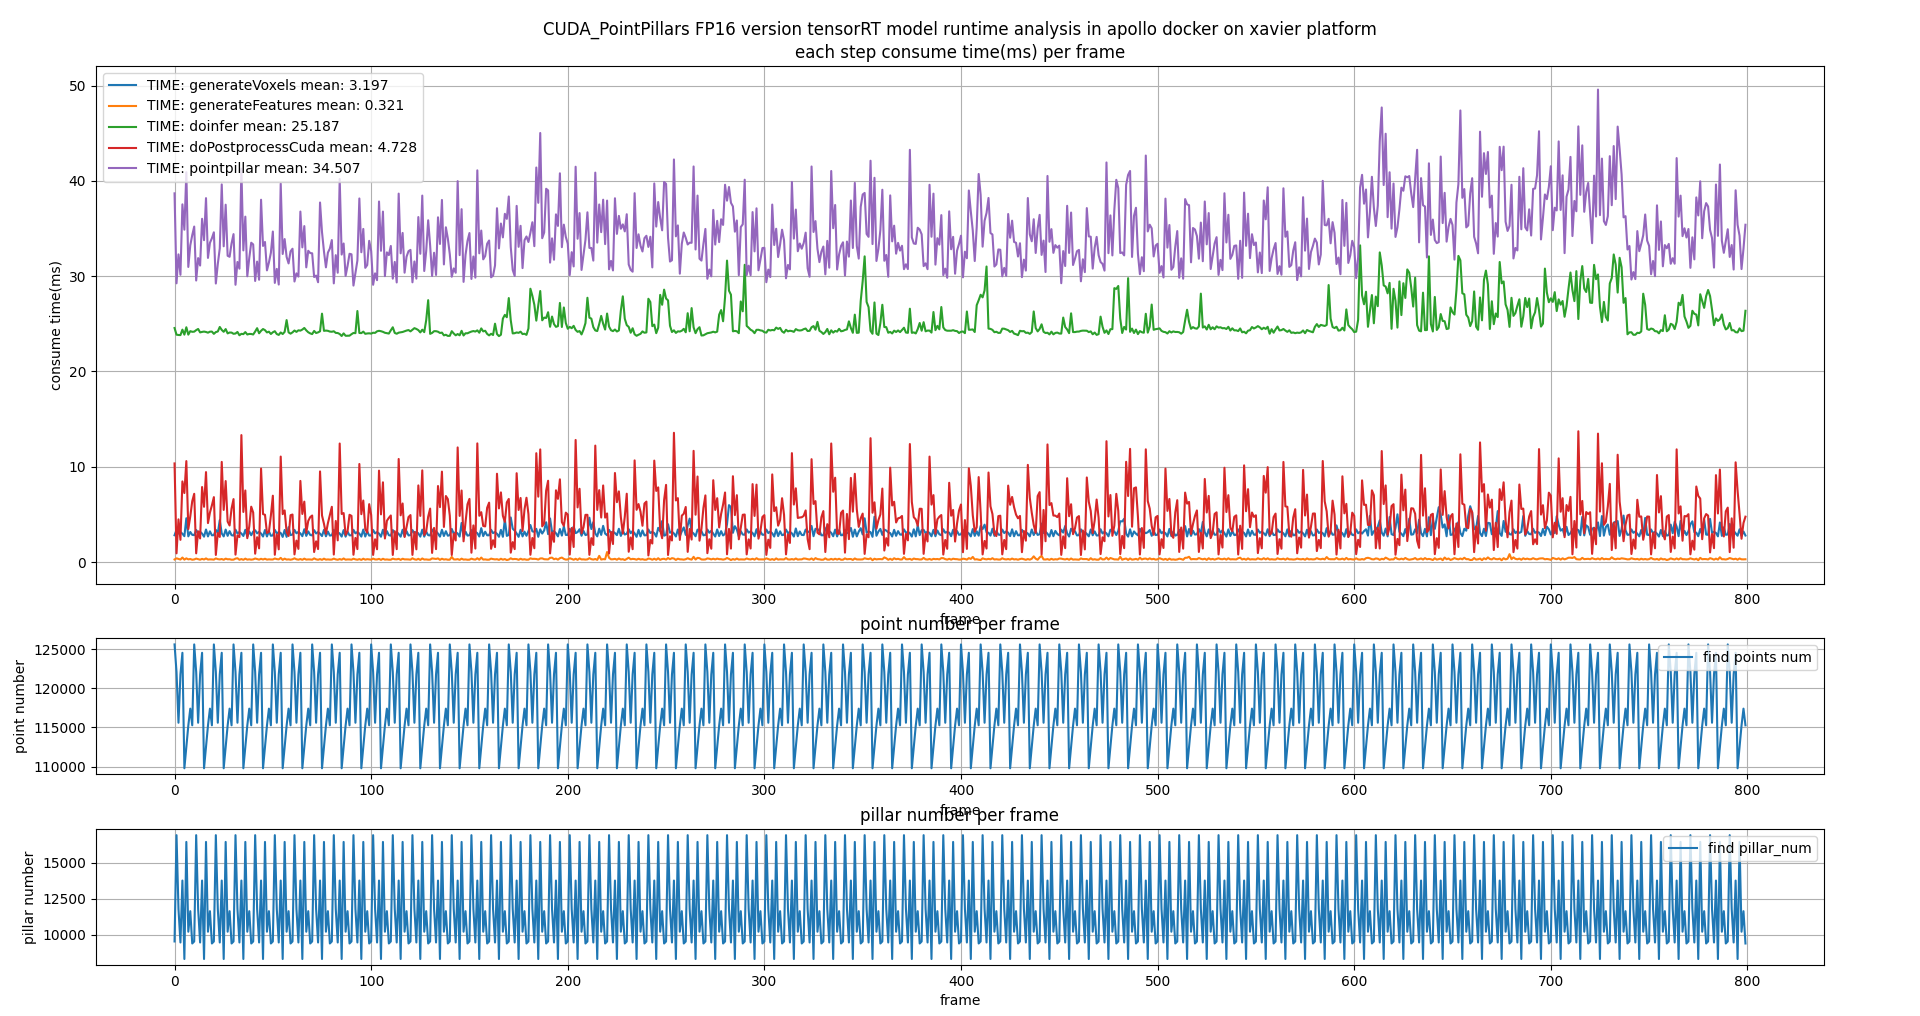 CUDA_PointPillars FP16 version tensorRT model runtime analysis in apollo docker on xavier platform
each step consume time(ms) per frame
TIME: generateVoxels mean: 3.197
TIME: generateFeatures mean: 0.321
TIME: doinfer mean: 25.187
TIME: doPostprocessCuda mean: 4.728
TIME: pointpillar mean: 34.507
consume time(ms)
50
40
30
20
10
0
0 100 200 300 400 500 600 700 800
frame
point number per frame
find points num
point number
125000
120000
115000
110000
0 100 200 300 400 500 600 700 800
frame
pillar number per frame
find pillar_num
pillar number
15000
12500
10000
0 100 200 300 400 500 600 700 800
frame